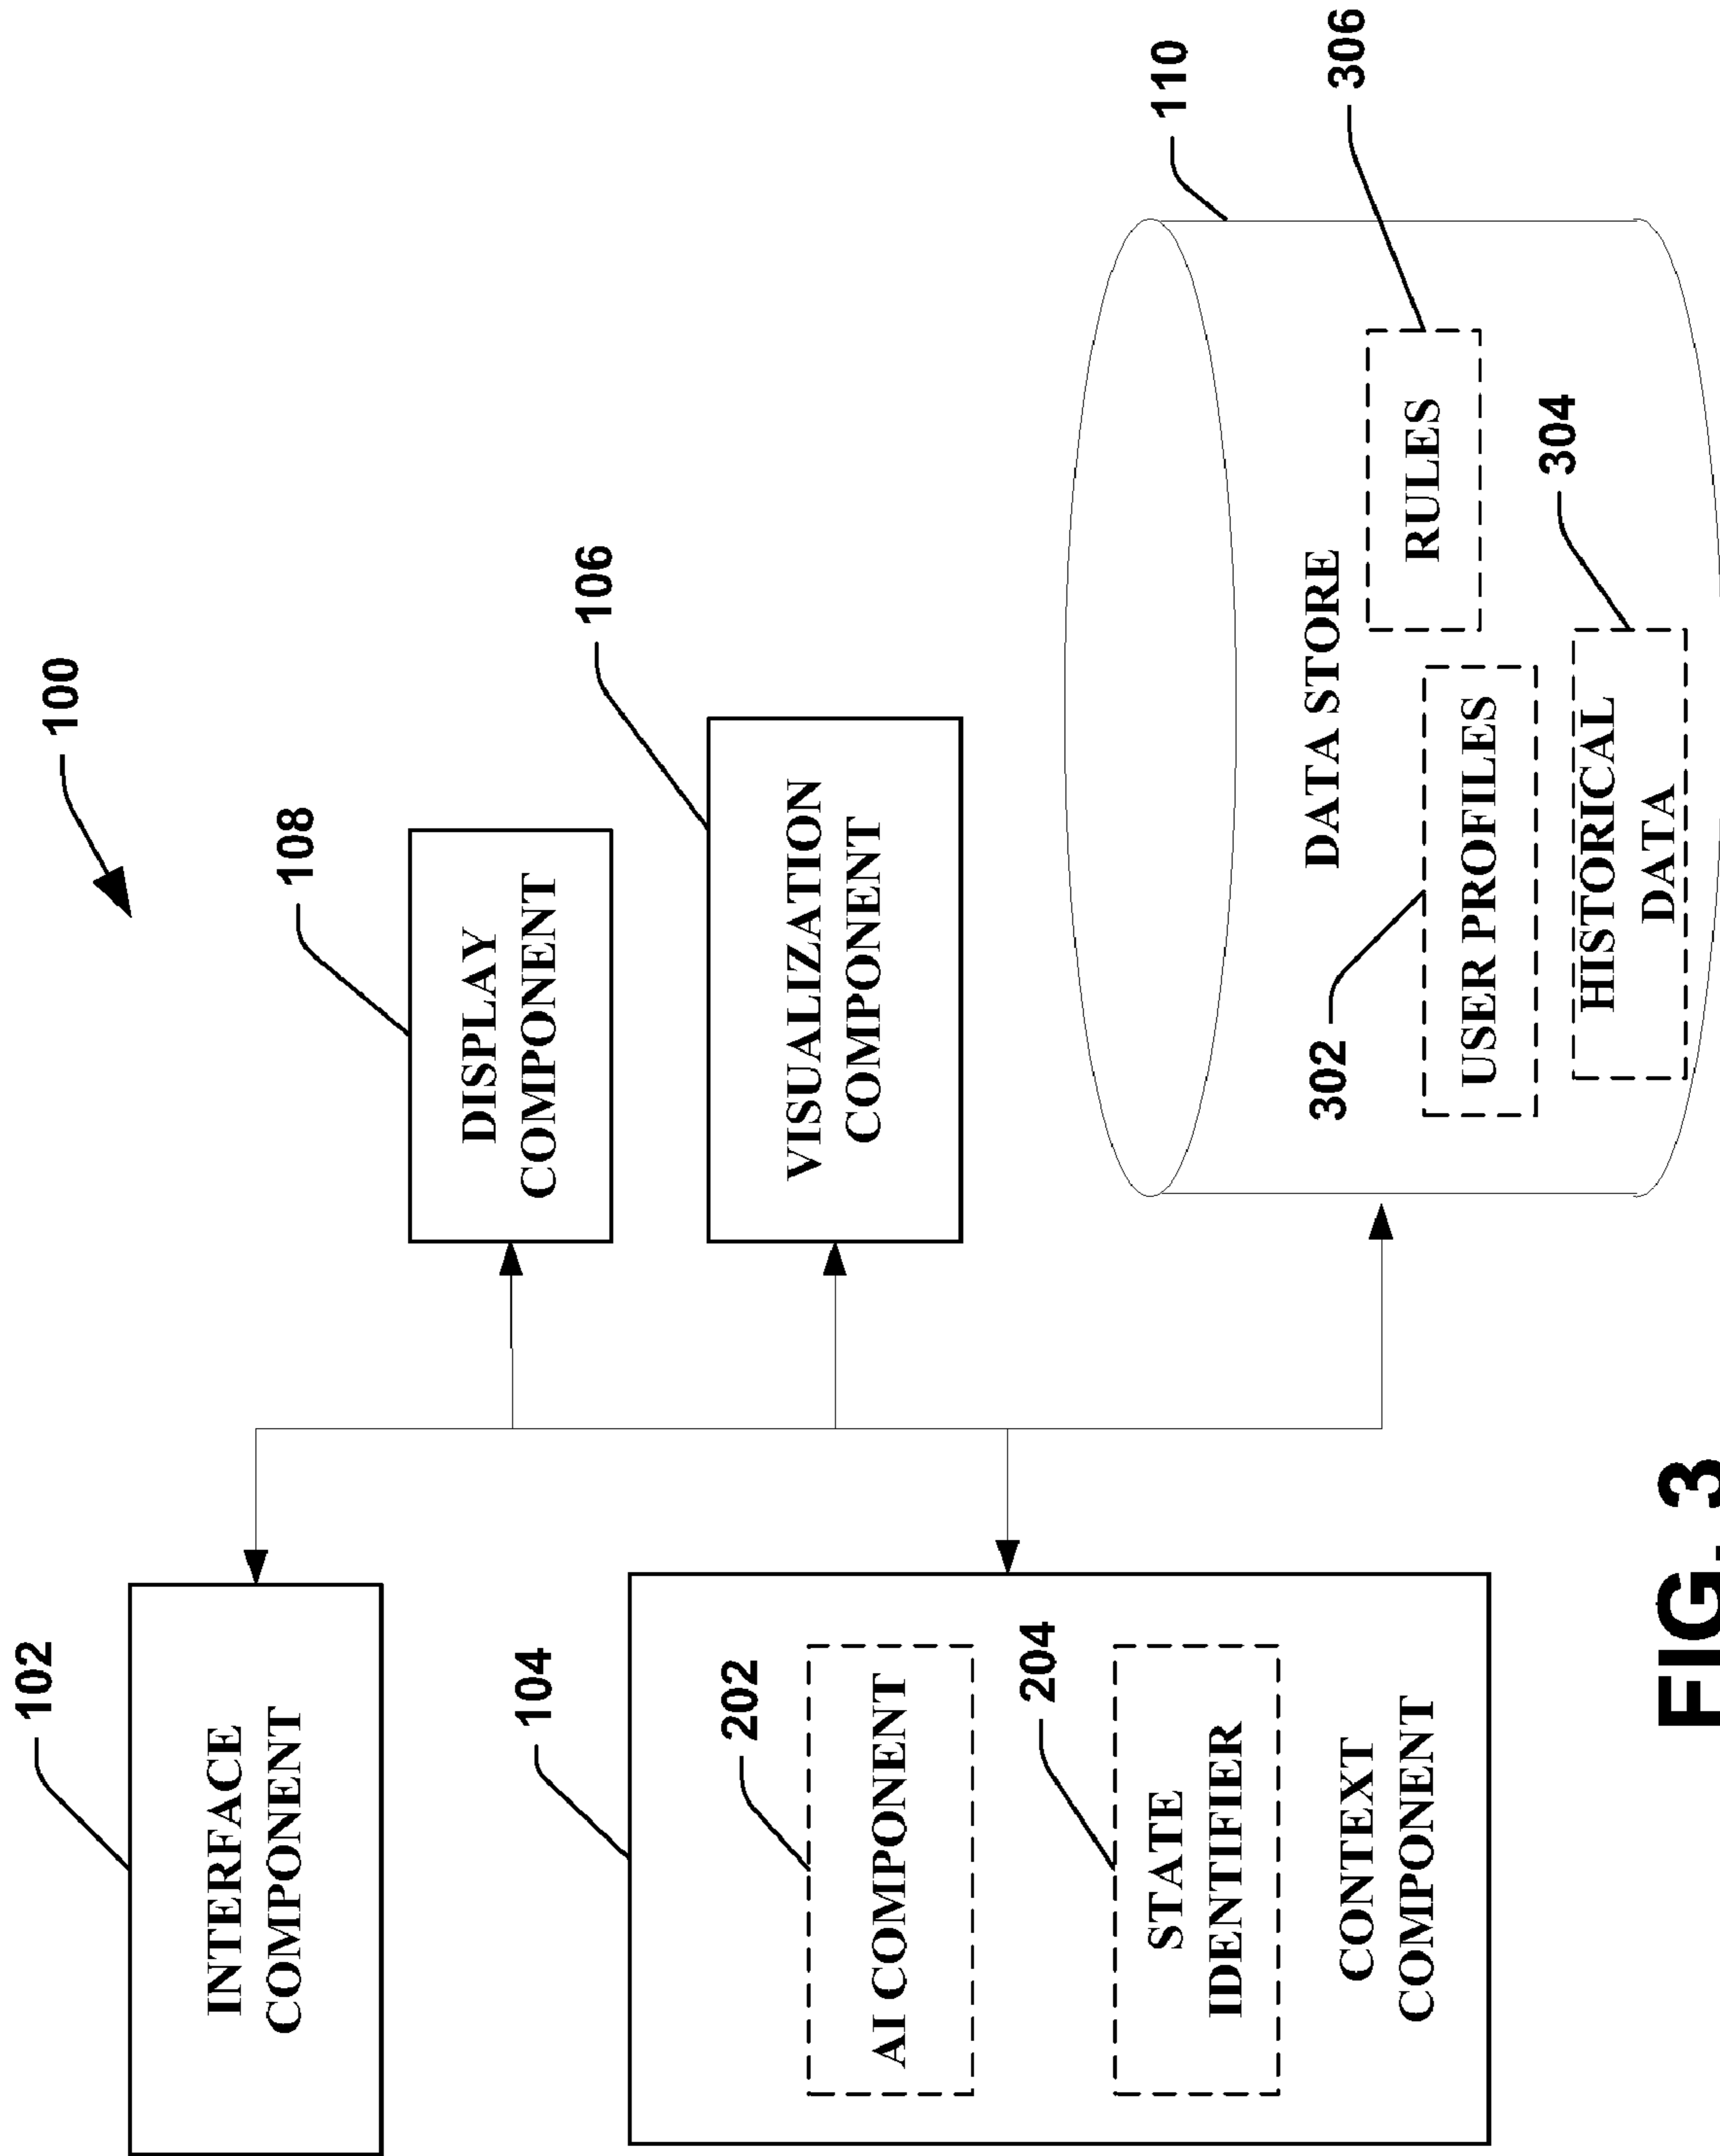 100
102
INTERFACE
COMPONENT
108
DISPLAY
COMPONENT
104
202
AI COMPONENT
204
STATE
IDENTIFIER
CONTEXT
COMPONENT
106
VISUALIZATION
COMPONENT
110
DATA STORE
306
RULES
302
USER PROFILES
304
HISTORICAL
DATA
FIG. 3